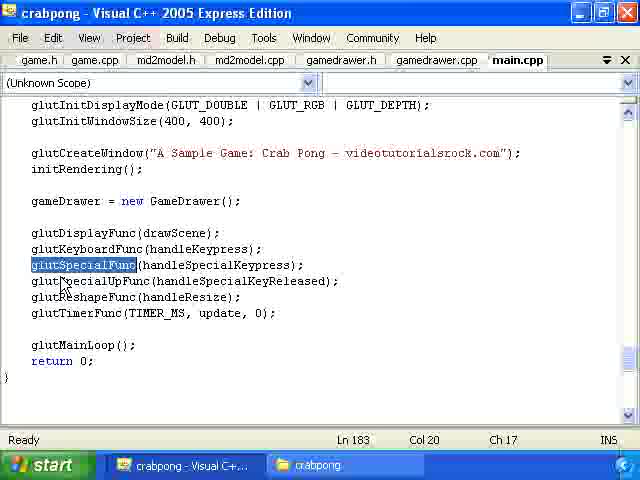 crabpong - Visual C++ 2005 Express Edition
File Edit View Project Build Debug Tools Window Community Help
game.h game.cpp md2model.h md2model.cpp gamedrawer.h gamedrawer.cpp main.cpp
(Unknown Scope)
glutInitDisplayMode(GLUT_DOUBLE | GLUT_RGB | GLUT_DEPTH);
glutInitWindowSize(400, 400);
glutCreateWindow("A Sample Game: Crab Pong - videotutorialsrock.com");
initRendering();
gameDrawer = new GameDrawer();
glutDisplayFunc(drawScene);
glutKeyboardFunc(handleKeypress);
glutSpecialFunc(handleSpecialKeypress);
glutSpecialUpFunc(handleSpecialKeyReleased);
glutReshapeFunc(handleResize);
glutTimerFunc(TIMER_MS, update, 0);
glutMainLoop();
return 0;
}
Ready Ln 183 Col 20 Ch 17 INS
start crabpong - Visual C+... crabpong